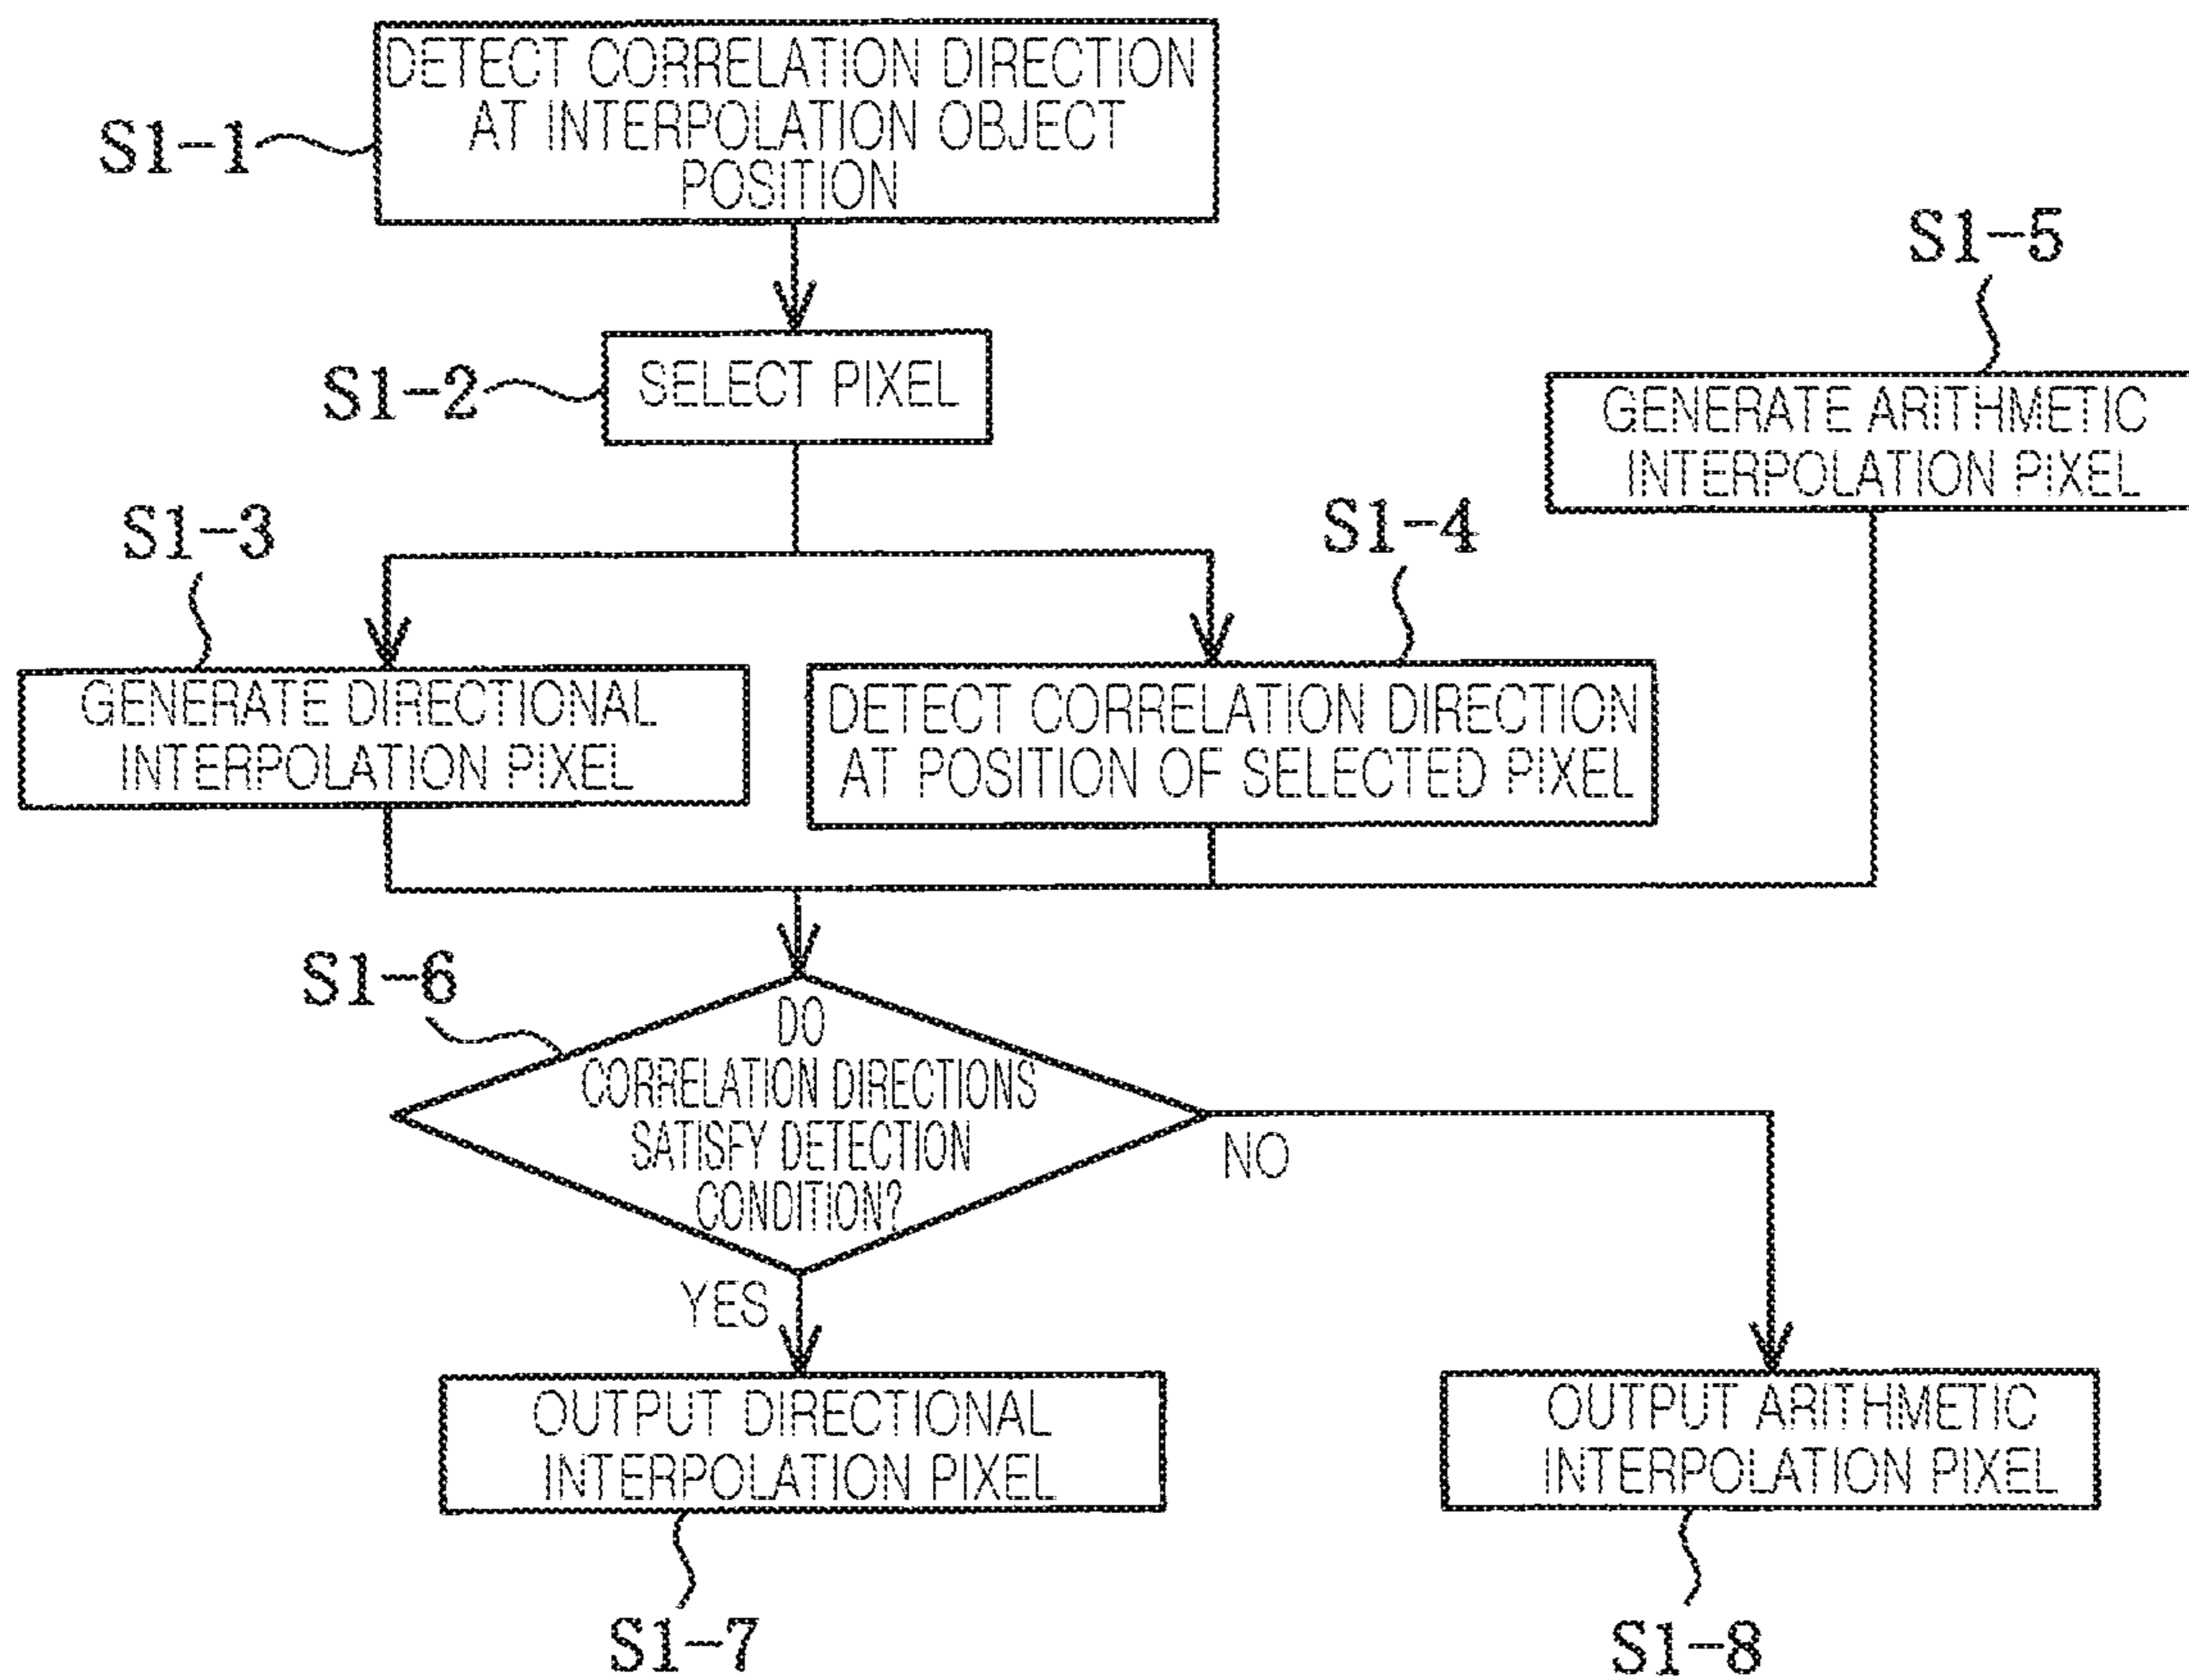 DETECT CORRELATION DIRECTION
AT INTERPOLATION OBJECT
POSITION
S1-1
S1-5
SELECT PIXEL
S1-2
GENERATE ARITHMETIC
INTERPOLATION PIXEL
S1-3
S1-4
GENERATE DIRECTIONAL
INTERPOLATION PIXEL
DETECT CORRELATION DIRECTION
AT POSITION OF SELECTED PIXEL
S1-6
DO
CORRELATION DIRECTIONS
SATISFY DETECTION
CONDITION?
NO
YES
OUTPUT DIRECTIONAL
INTERPOLATION PIXEL
OUTPUT ARITHMETIC
INTERPOLATION PIXEL
S1-7
S1-8